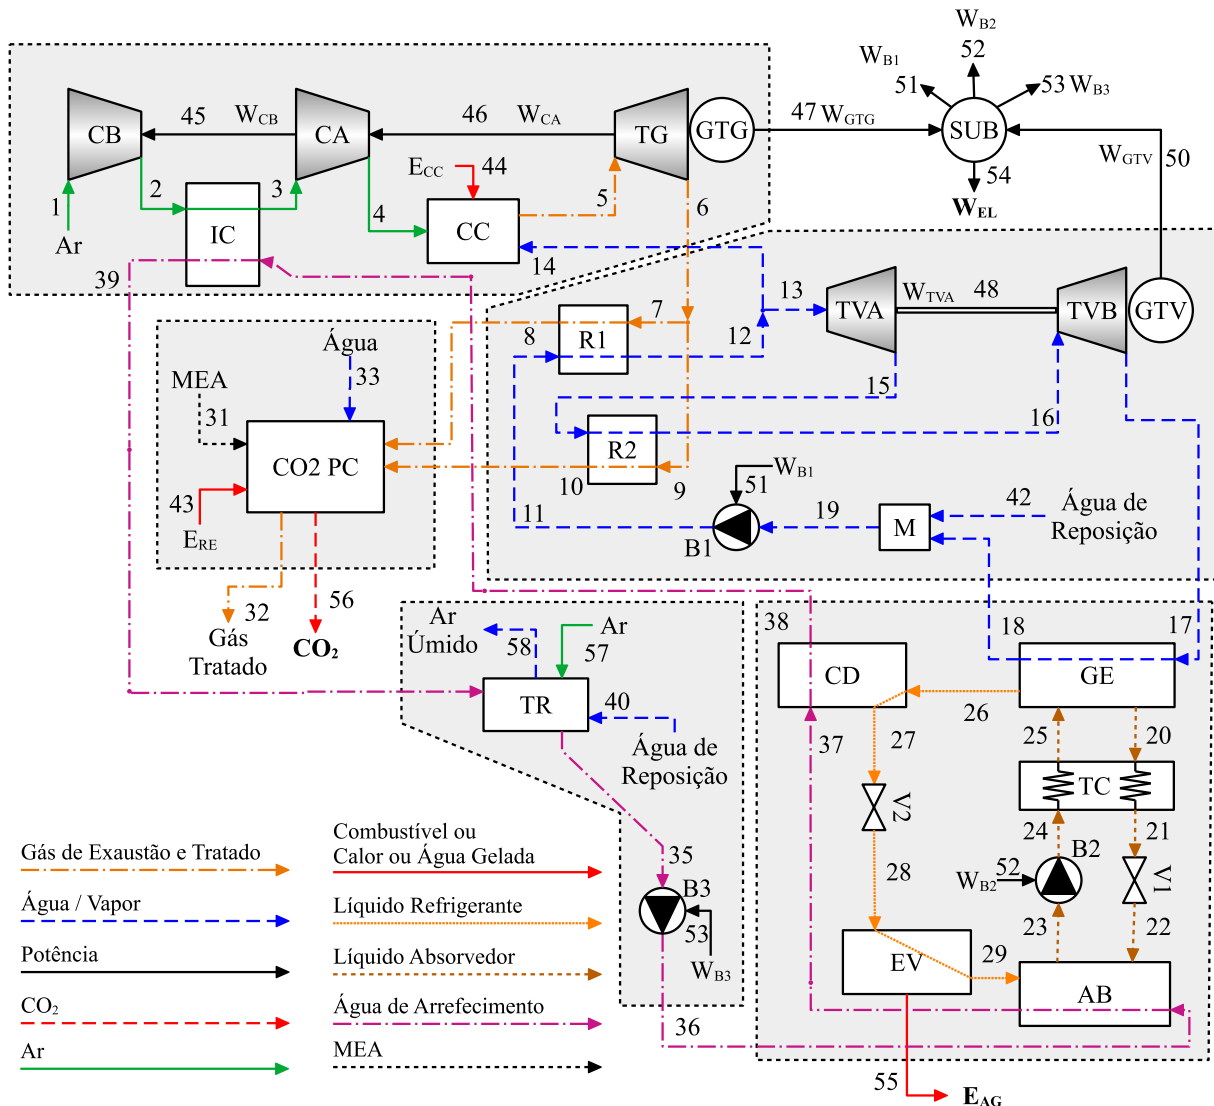 W_B2
W_B1
52
51
53 W_B3
CB
45
W_CB
CA
46
W_CA
TG
GTG
47 W_GTG
SUB
W_GTV
50
54
W_EL
E_CC
44
1
2
3
4
5
6
Ar
IC
CC
39
14
13
TVA
W_TVA
48
TVB
GTV
7
8
R1
12
Água
33
MEA
31
15
16
CO2 PC
R2
10
9
W_B1
51
43
E_RE
11
B1
19
M
42
Água de
Reposição
32
56
Gás
Tratado
CO₂
Ar
Úmido
58
Ar
57
38
18
17
CD
GE
TR
40
Água de
Reposição
26
37
27
25
20
TC
V2
24
21
35
B3
53
W_B3
28
W_B2
52
B2
V1
23
22
EV
29
AB
36
55
E_AG
Gás de Exaustão e Tratado
Água / Vapor
Potência
CO₂
Ar
Combustível ou
Calor ou Água Gelada
Líquido Refrigerante
Líquido Absorvedor
Água de Arrefecimento
MEA